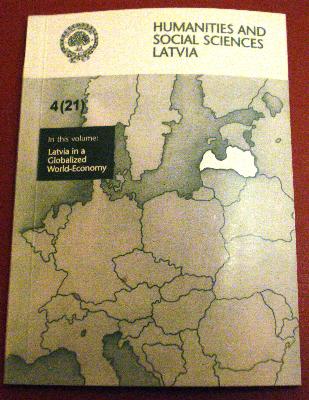 HUMANITIES AND
SOCIAL SCIENCES
LATVIA
4(21)
In this volume:
Latvia in a
Globalized
World-Economy